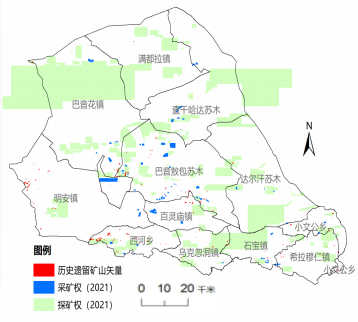 满都拉镇
巴音花镇
查干哈达苏木
N
巴音敖包苏木
达尔汗苏木
明安镇
百灵庙镇
小文公乡
西河乡
石宝镇
乌克忽洞镇
希拉穆仁镇
小文公乡
图例
历史遗留矿山矢量
采矿权（2021）
探矿权（2021）
0 10 20 千米